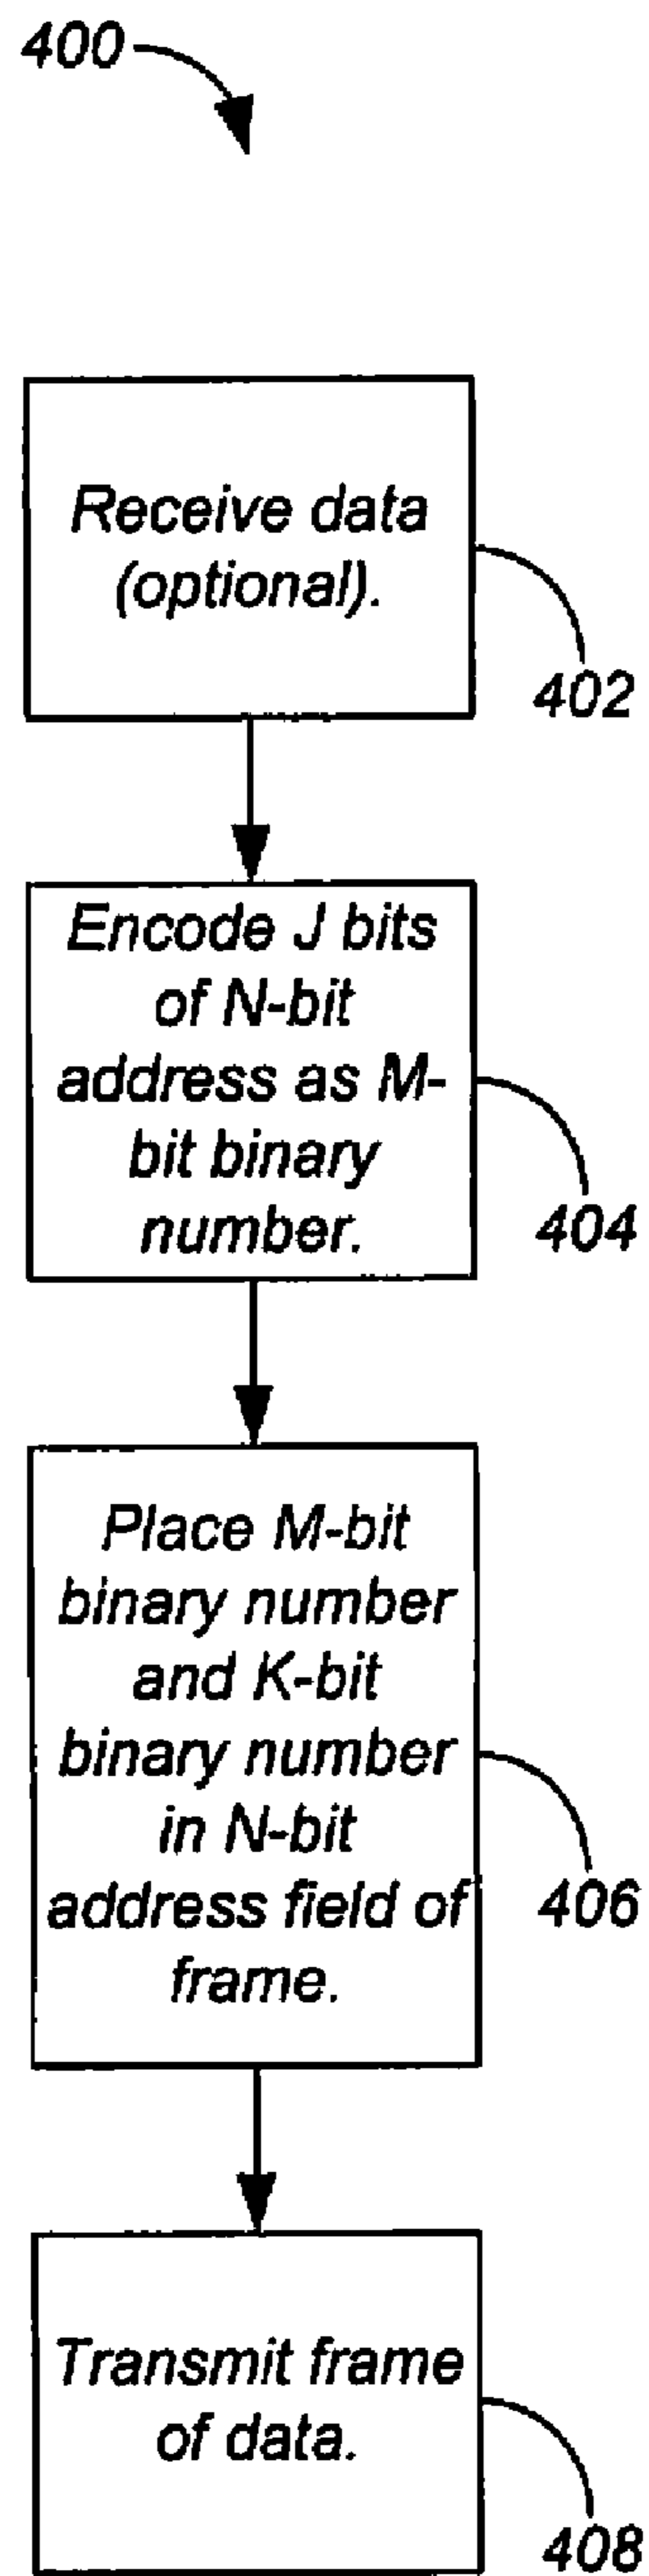 400
Receive data
(optional).
402
Encode J bits
of N-bit
address as M-
bit binary
number.
404
Place M-bit
binary number
and K-bit
binary number
in N-bit
address field of
frame.
406
Transmit frame
of data.
408